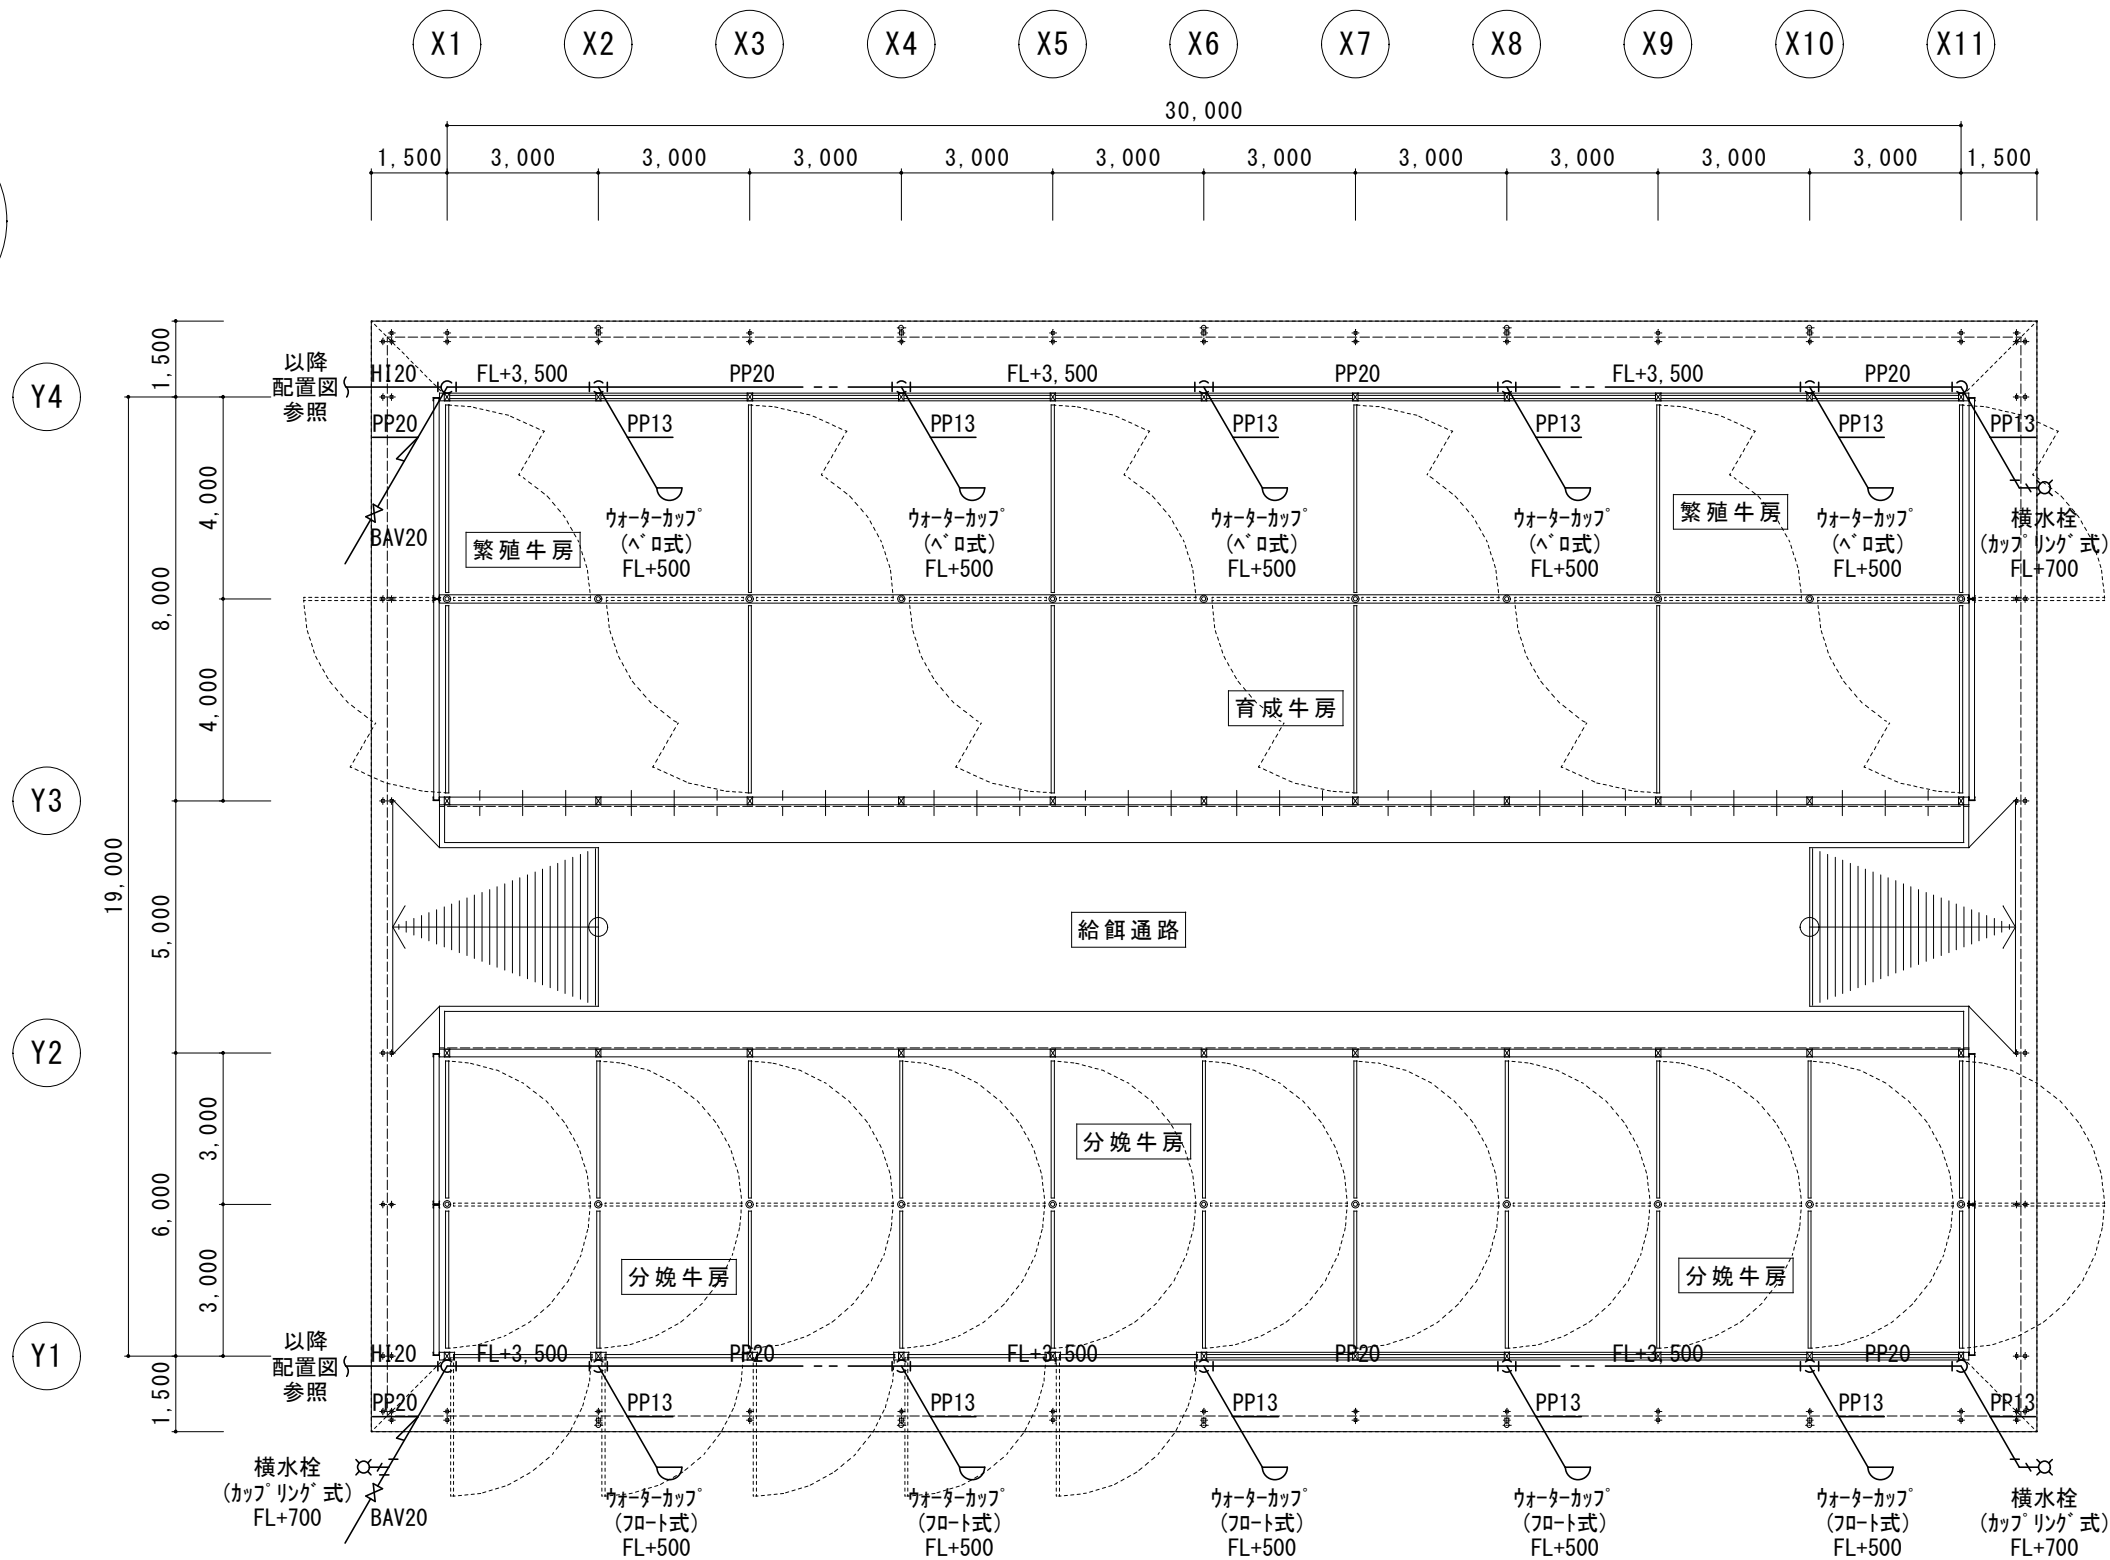 X1 X2 X3 X4 X5 X6 X7 X8 X9 X10 X11
30,000
1,500 3,000 3,000 3,000 3,000 3,000 3,000 3,000 3,000 3,000 3,000 1,500
1,500
Y4
以降
配置図
参照
HI20 FL+3,500 PP20 FL+3,500 PP20 FL+3,500 PP20
PP20 PP13 PP13 PP13 PP13 PP13 PP13
BAV20
繁殖牛房
繁殖牛房
ウォーターカップ
(ベロ式)
FL+500
ウォーターカップ
(ベロ式)
FL+500
ウォーターカップ
(ベロ式)
FL+500
ウォーターカップ
(ベロ式)
FL+500
ウォーターカップ
(ベロ式)
FL+500
横水栓
(カップリング式)
FL+700
4,000
8,000
4,000
育成牛房
Y3
19,000
5,000
給餌通路
Y2
3,000
6,000
3,000
分娩牛房
分娩牛房
分娩牛房
Y1
1,500
以降
配置図
参照
HI20 FL+3,500 PP20 FL+3,500 PP20 FL+3,500 PP20
PP20 PP13 PP13 PP13 PP13 PP13 PP13
横水栓
(カップリング式)
FL+700
BAV20
ウォーターカップ
(フロート式)
FL+500
ウォーターカップ
(フロート式)
FL+500
ウォーターカップ
(フロート式)
FL+500
ウォーターカップ
(フロート式)
FL+500
ウォーターカップ
(フロート式)
FL+500
横水栓
(カップリング式)
FL+700